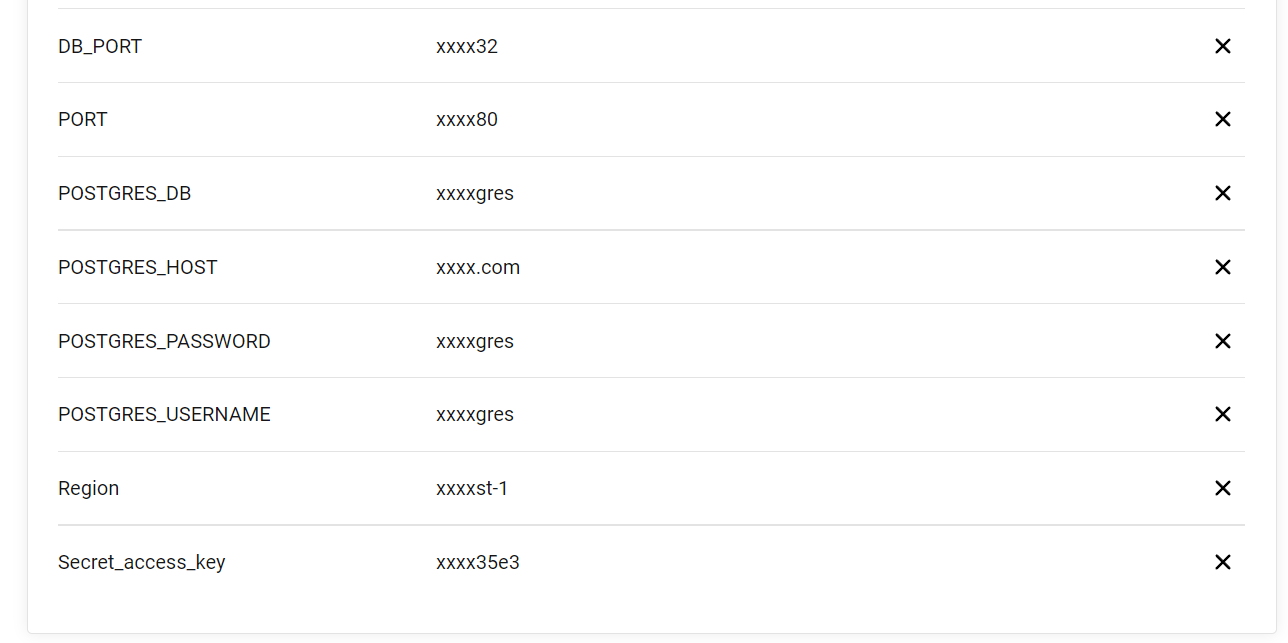 DB_PORT xxxx32
PORT xxxx80
POSTGRES_DB xxxxgres
POSTGRES_HOST xxxx.com
POSTGRES_PASSWORD xxxxgres
POSTGRES_USERNAME xxxxgres
Region xxxxst-1
Secret_access_key xxxx35e3